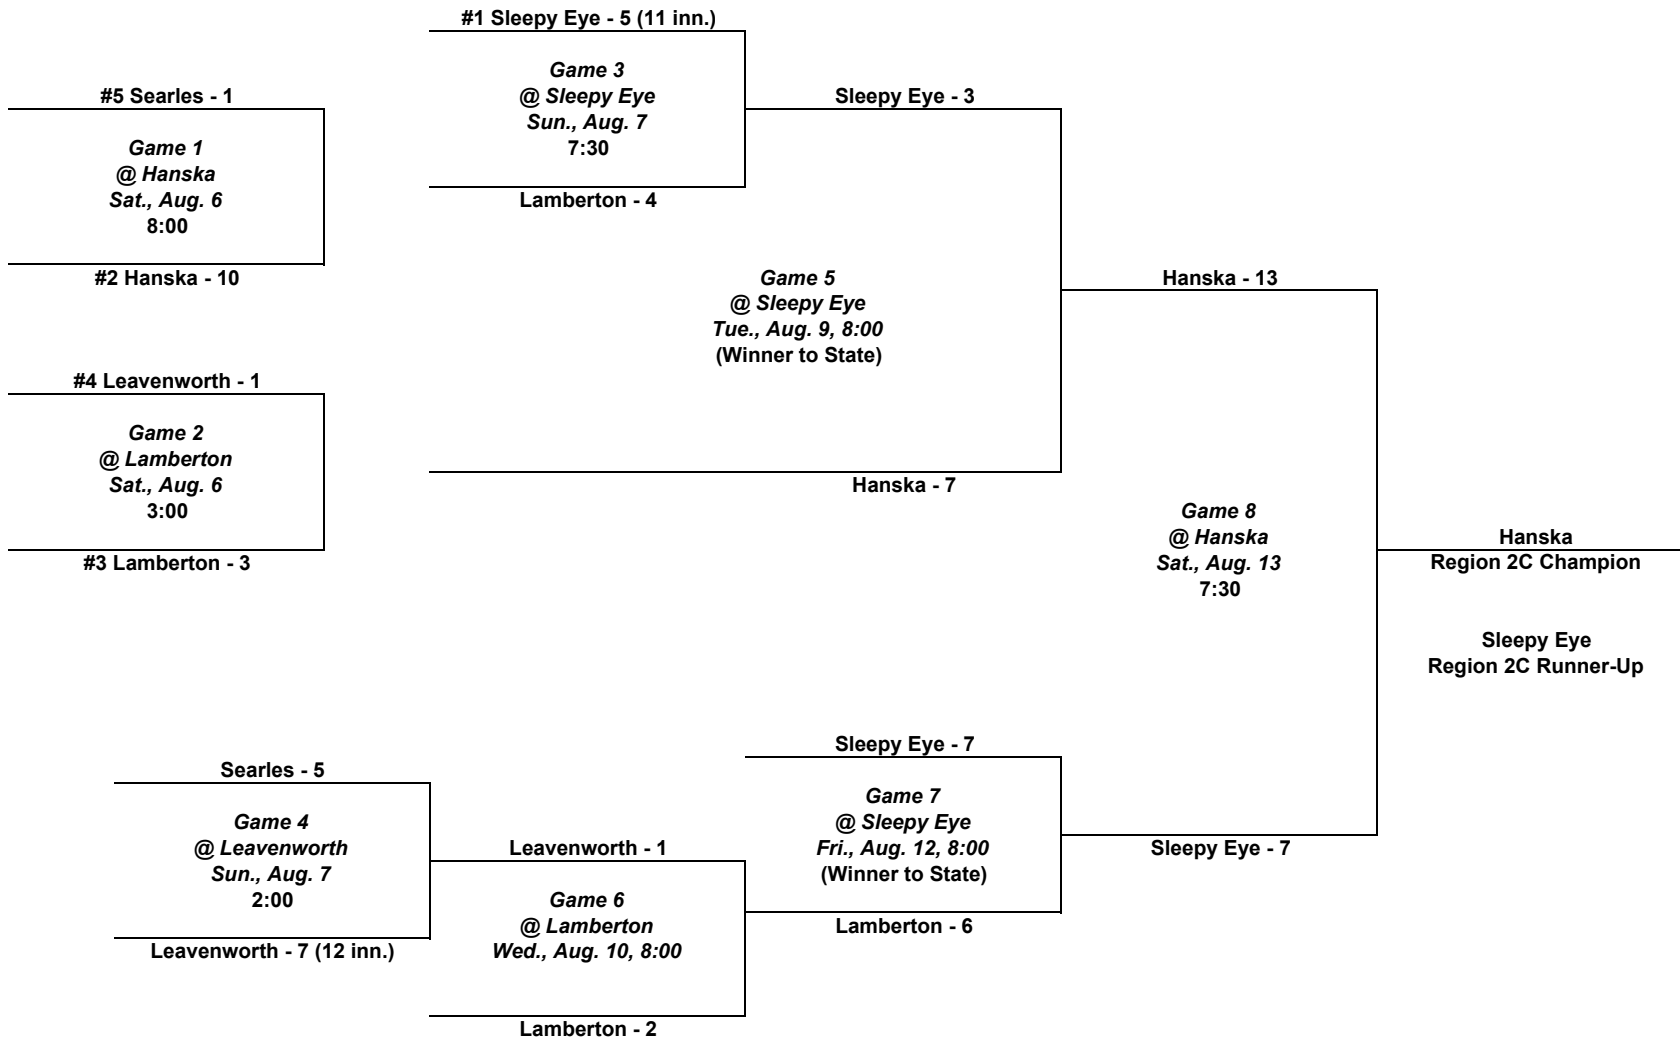 #1 Sleepy Eye - 5 (11 inn.)
Game 3
@ Sleepy Eye
Sun., Aug. 7
7:30
Lamberton - 4
#5 Searles - 1
Game 1
@ Hanska
Sat., Aug. 6
8:00
#2 Hanska - 10
Sleepy Eye - 3
Game 5
@ Sleepy Eye
Tue., Aug. 9, 8:00
(Winner to State)
Hanska - 7
#4 Leavenworth - 1
Game 2
@ Lamberton
Sat., Aug. 6
3:00
#3 Lamberton - 3
Hanska - 13
Game 8
@ Hanska
Sat., Aug. 13
7:30
Sleepy Eye - 7
Hanska
Region 2C Champion
Sleepy Eye
Region 2C Runner-Up
Searles - 5
Game 4
@ Leavenworth
Sun., Aug. 7
2:00
Leavenworth - 7 (12 inn.)
Leavenworth - 1
Game 6
@ Lamberton
Wed., Aug. 10, 8:00
Lamberton - 2
Sleepy Eye - 7
Game 7
@ Sleepy Eye
Fri., Aug. 12, 8:00
(Winner to State)
Lamberton - 6